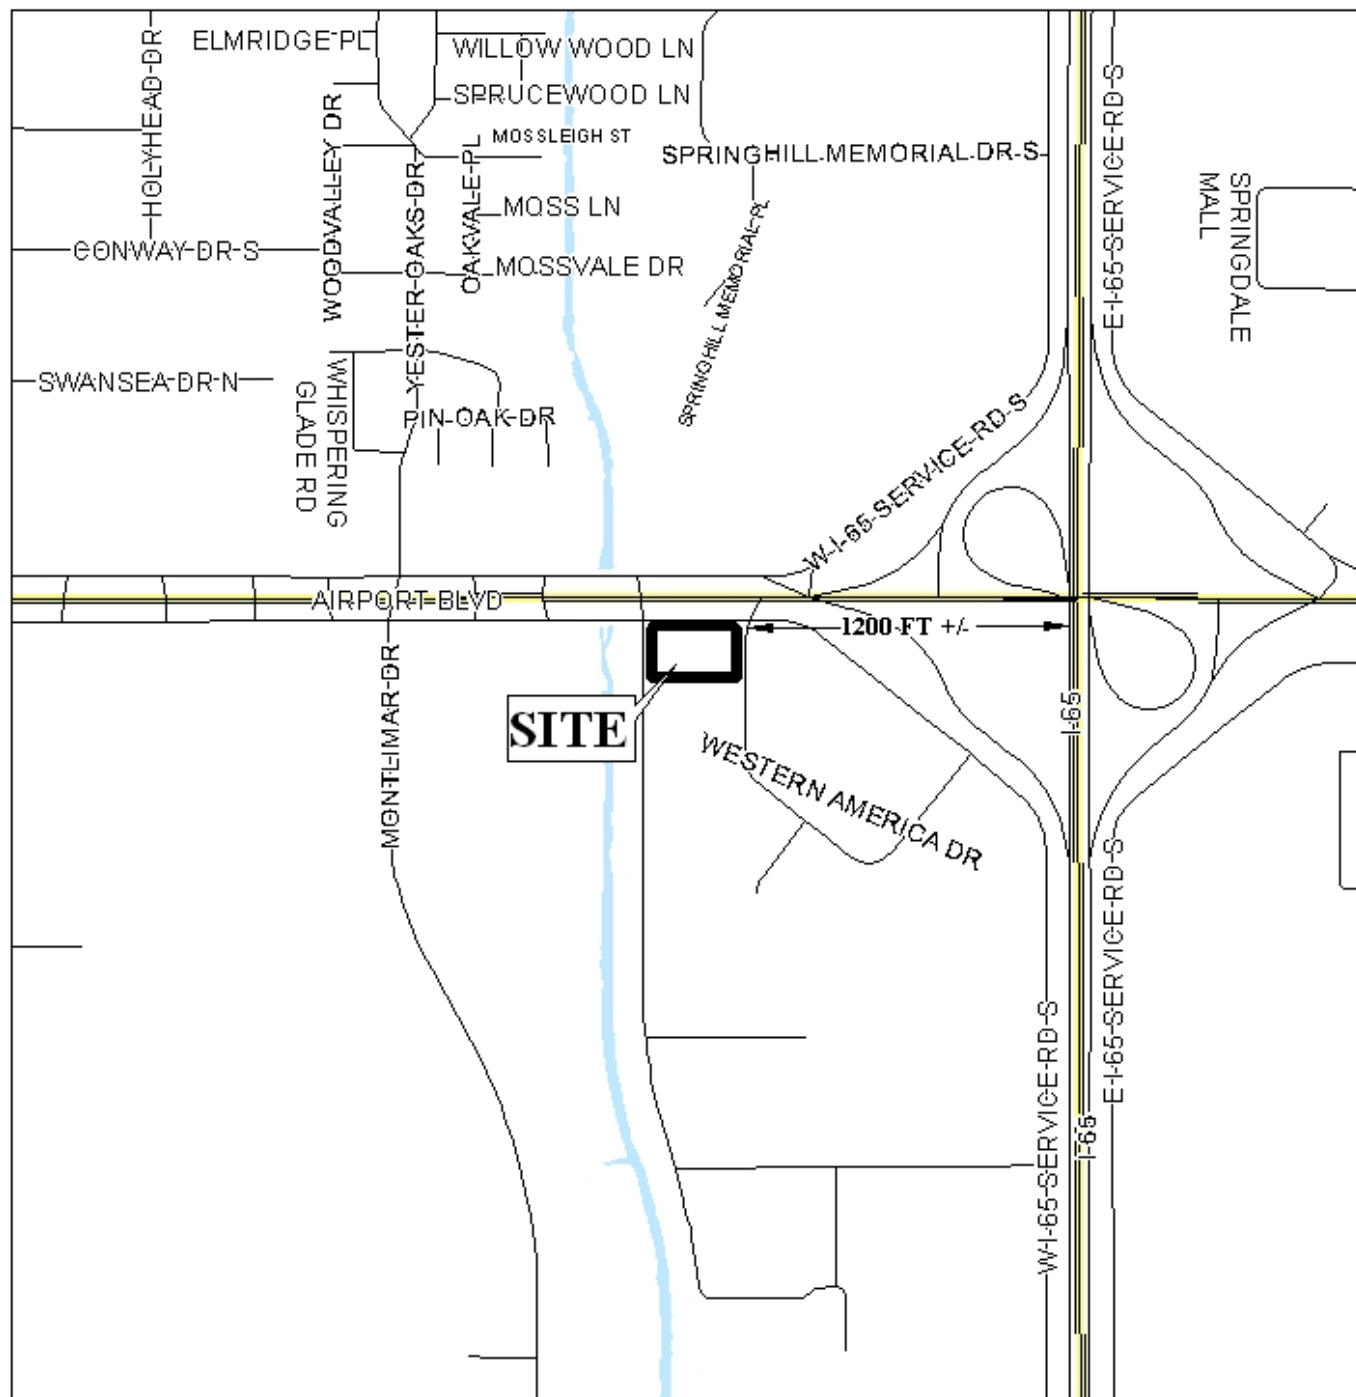 ELMRIDGE PL
WILLOW WOOD LN
HOLYHEAD DR
SPRUCEWOOD LN
WOODVALLEY DR
MOSSLEIGH ST
SPRINGHILL MEMORIAL DR S
E I-65 SERVICE RD S
SPRINGDALE
MALL
YESTER OAKS DR
OAKVALE PL
MOSS LN
CONWAY DR S
MOSSVALE DR
SPRINGHILL MEMORIAL PL
SWANSEA DR N
WHISPERING
GLADE RD
PIN OAK DR
W I-65 SERVICE RD S
AIRPORT BLVD
1200 FT +/-
MONTLIMAR DR
SITE
I-65
WESTERN AMERICA DR
E I-65 SERVICE RD S
W I-65 SERVICE RD S
I-65